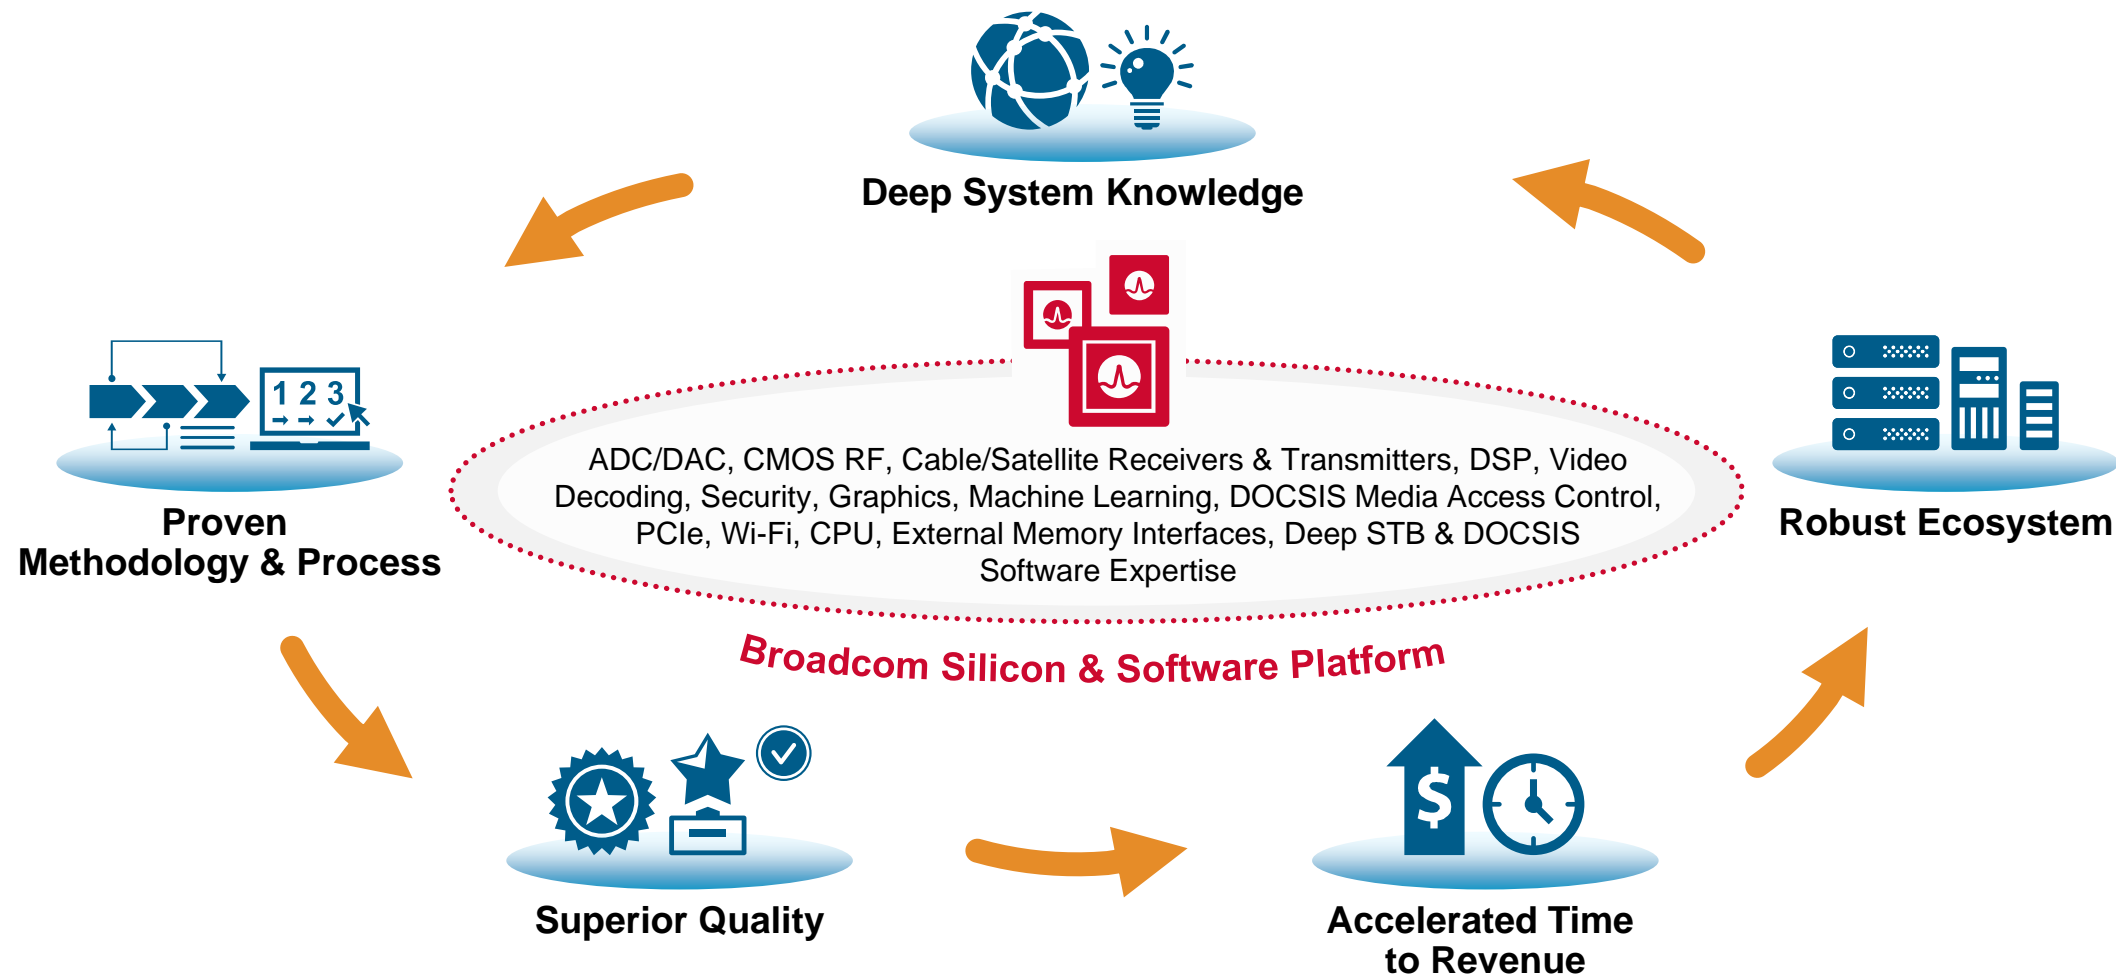 Deep System Knowledge
ADC/DAC, CMOS RF, Cable/Satellite Receivers & Transmitters, DSP, Video
Decoding, Security, Graphics, Machine Learning, DOCSIS Media Access Control,
PCIe, Wi-Fi, CPU, External Memory Interfaces, Deep STB & DOCSIS
Software Expertise
Broadcom Silicon & Software Platform
1 2 3
Proven
Methodology & Process
Robust Ecosystem
$
Superior Quality
Accelerated Time
to Revenue